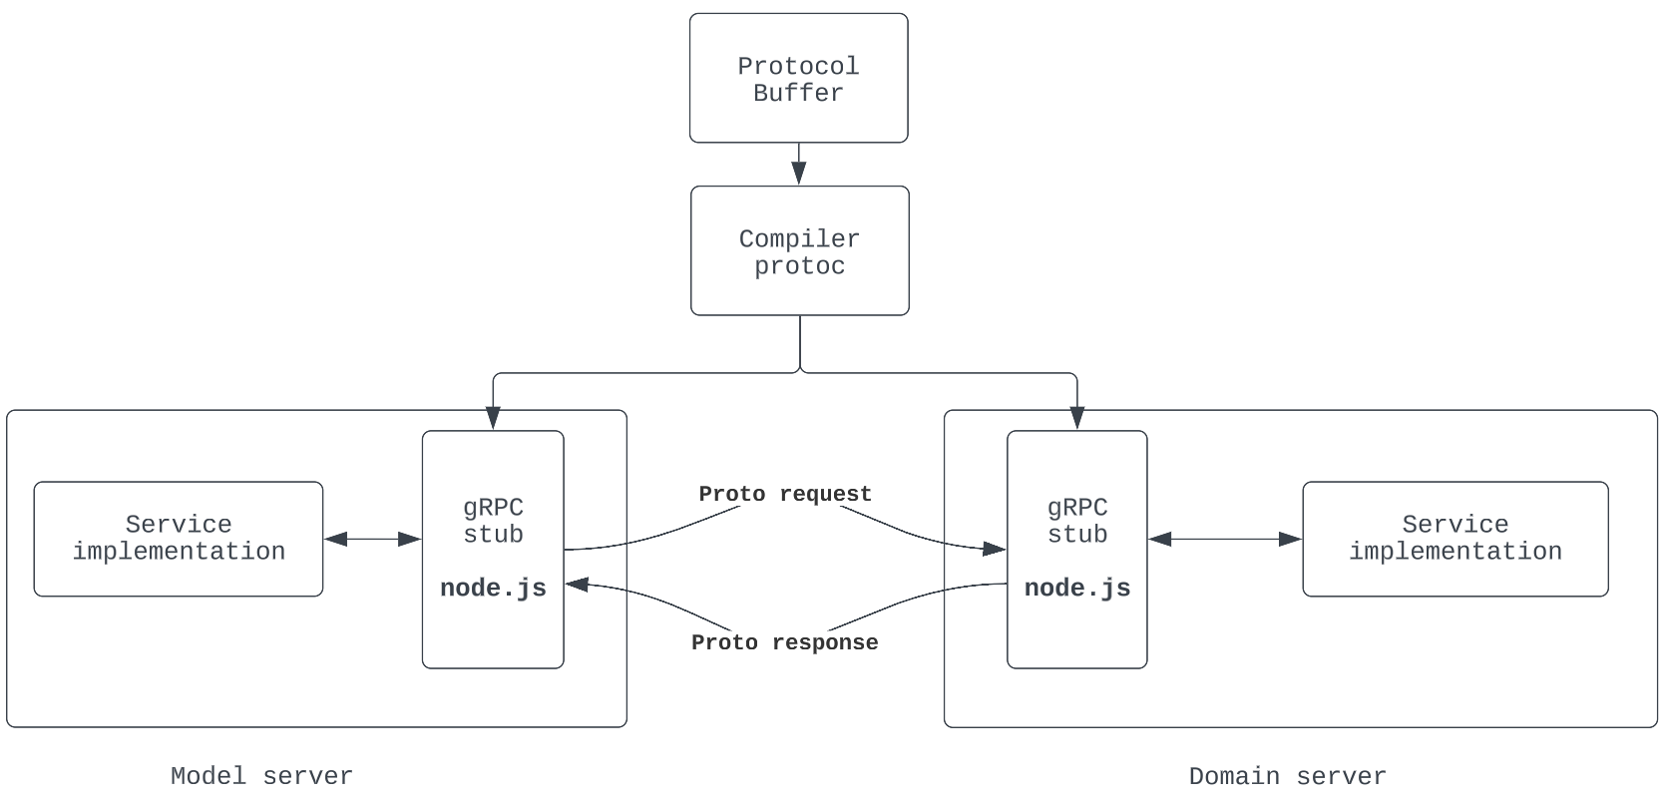 Protocol
Buffer
Compiler
protoc
Service
implementation
gRPC
stub
node.js
Proto request
Proto response
gRPC
stub
node.js
Service
implementation
Model server
Domain server